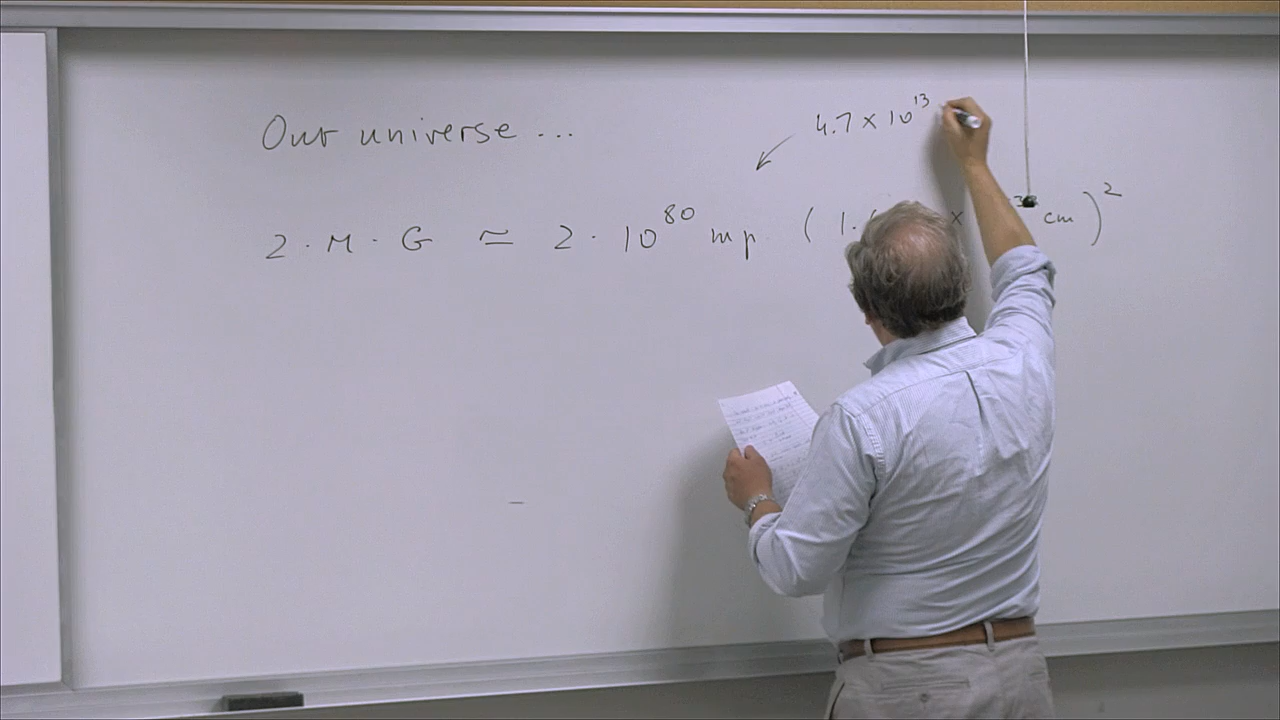 Our universe ...
4.7 × 10^13
2 · M · G ≃ 2 · 10^80 mp ( 1. × cm )^2